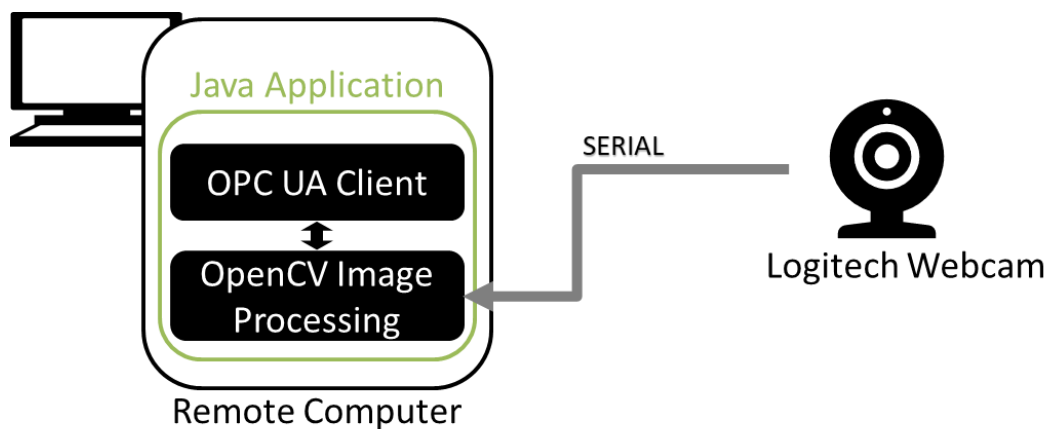 Java Application
OPC UA Client
OpenCV Image
Processing
SERIAL
Logitech Webcam
Remote Computer